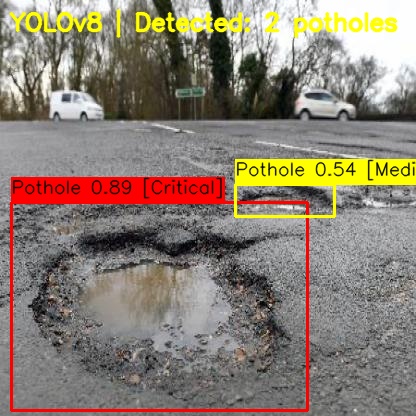 YOLOv8 | Detected: 2 potholes
Pothole 0.54 [Medi
Pothole 0.89 [Critical]